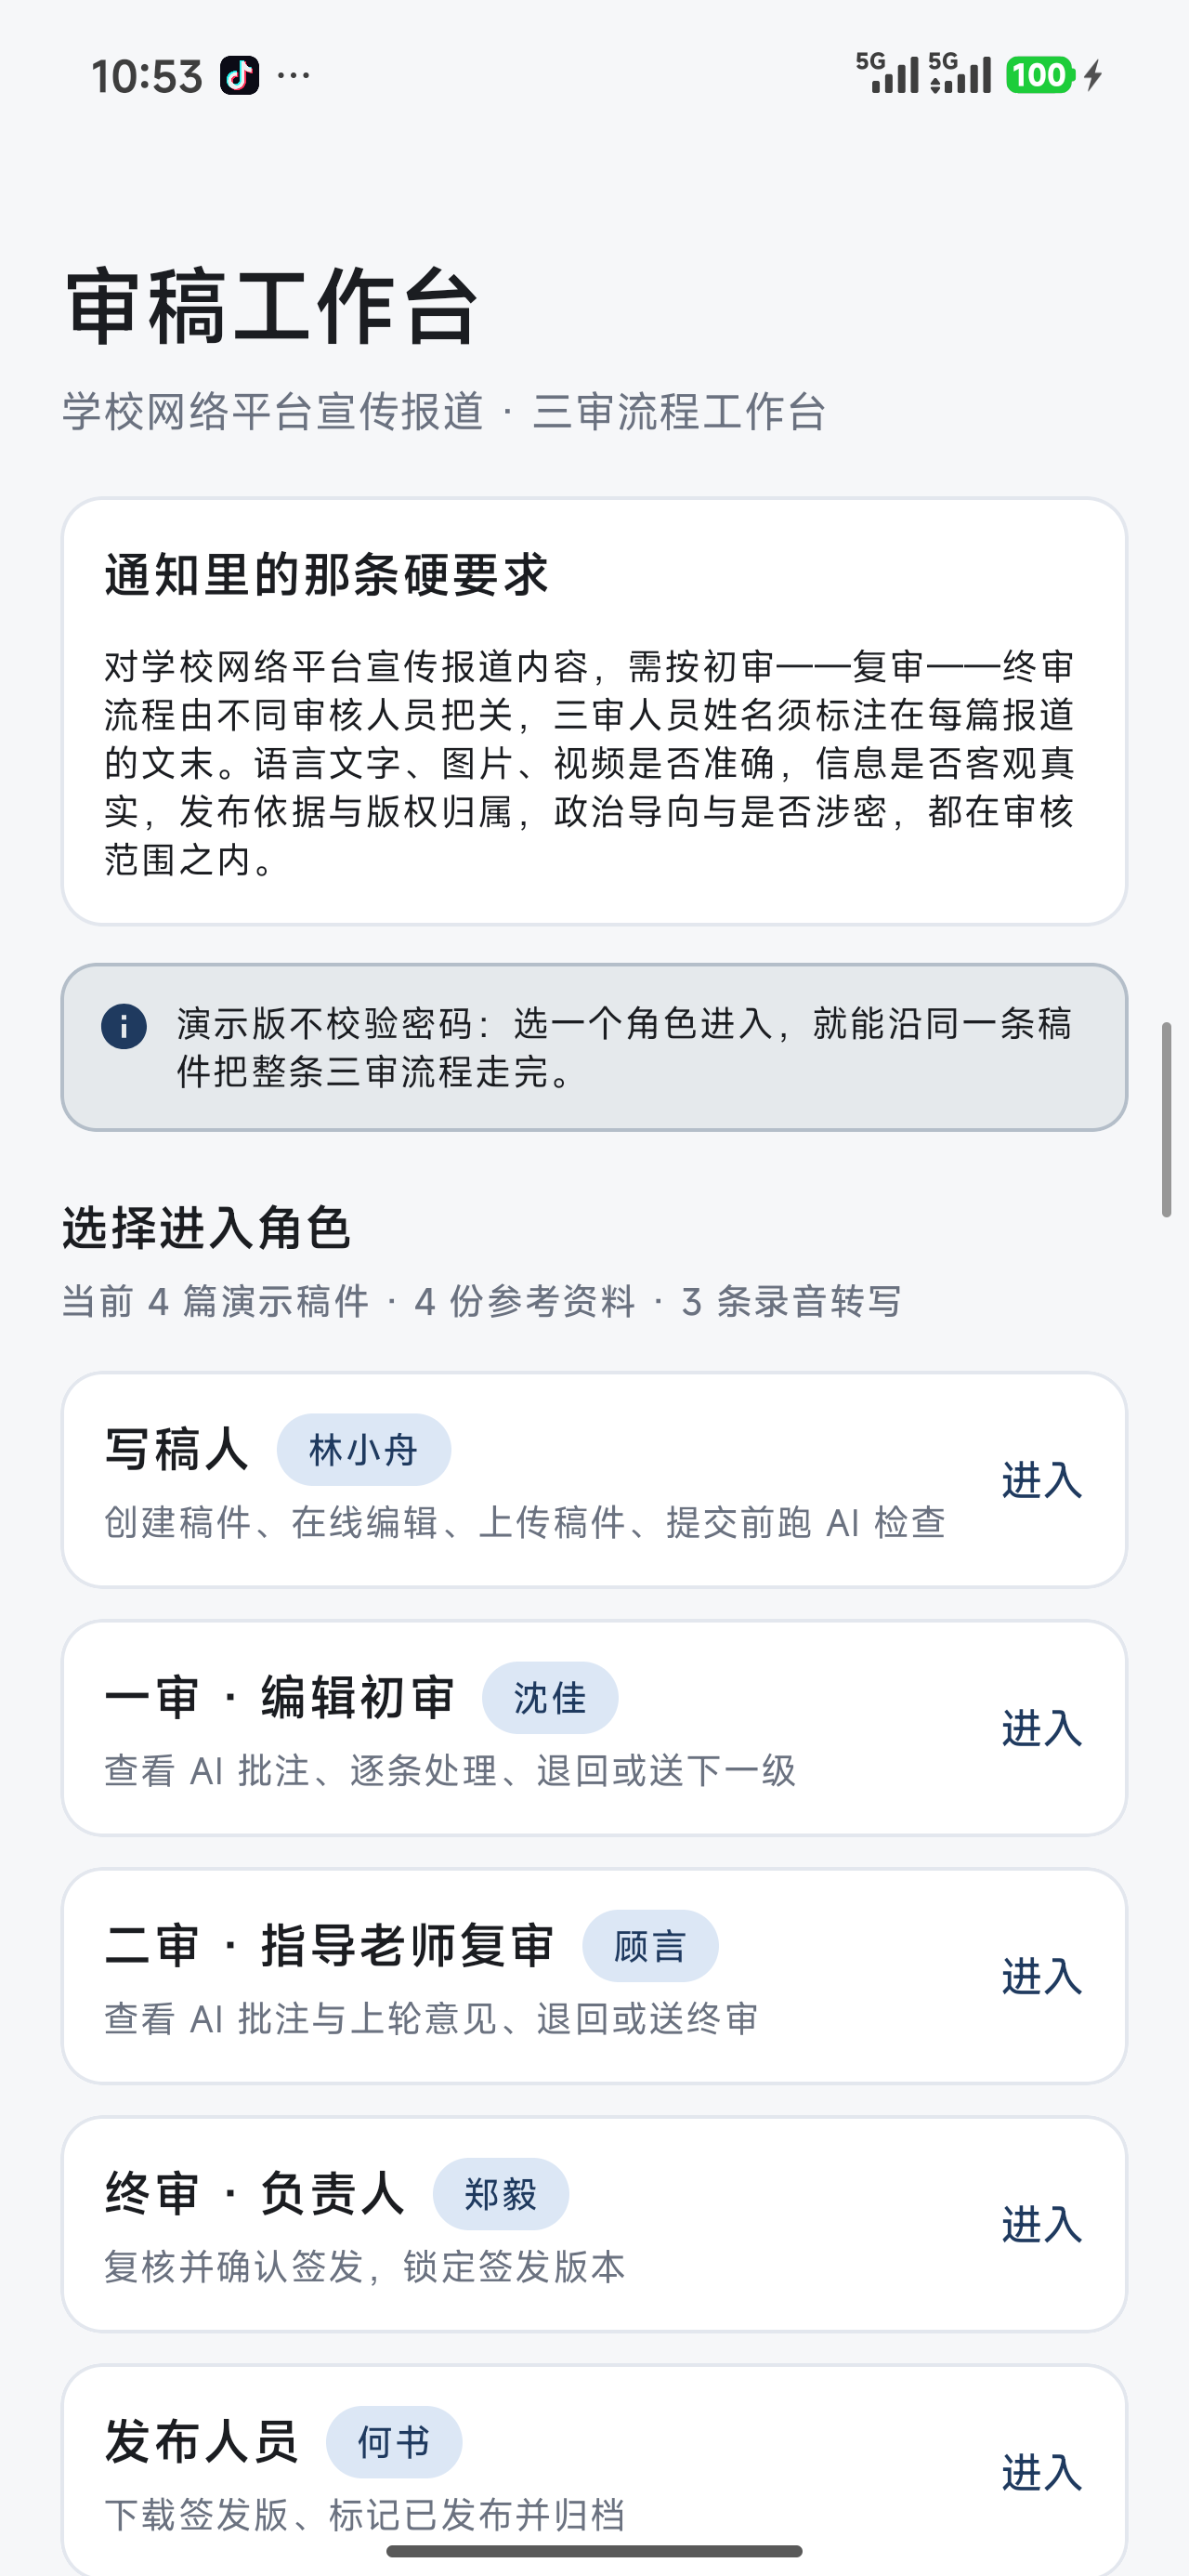 10:53 ...
5G 5G 100
审稿工作台
学校网络平台宣传报道 · 三审流程工作台
通知里的那条硬要求
对学校网络平台宣传报道内容，需按初审——复审——终审
流程由不同审核人员把关，三审人员姓名须标注在每篇报道
的文末。语言文字、图片、视频是否准确，信息是否客观真
实，发布依据与版权归属，政治导向与是否涉密，都在审核
范围之内。
演示版不校验密码：选一个角色进入，就能沿同一条稿
件把整条三审流程走完。
选择进入角色
当前 4 篇演示稿件 · 4 份参考资料 · 3 条录音转写
写稿人 林小舟
创建稿件、在线编辑、上传稿件、提交前跑 AI 检查
进入
一审 · 编辑初审 沈佳
查看 AI 批注、逐条处理、退回或送下一级
进入
二审 · 指导老师复审 顾言
查看 AI 批注与上轮意见、退回或送终审
进入
终审 · 负责人 郑毅
复核并确认签发，锁定签发版本
进入
发布人员 何书
下载签发版、标记已发布并归档
进入